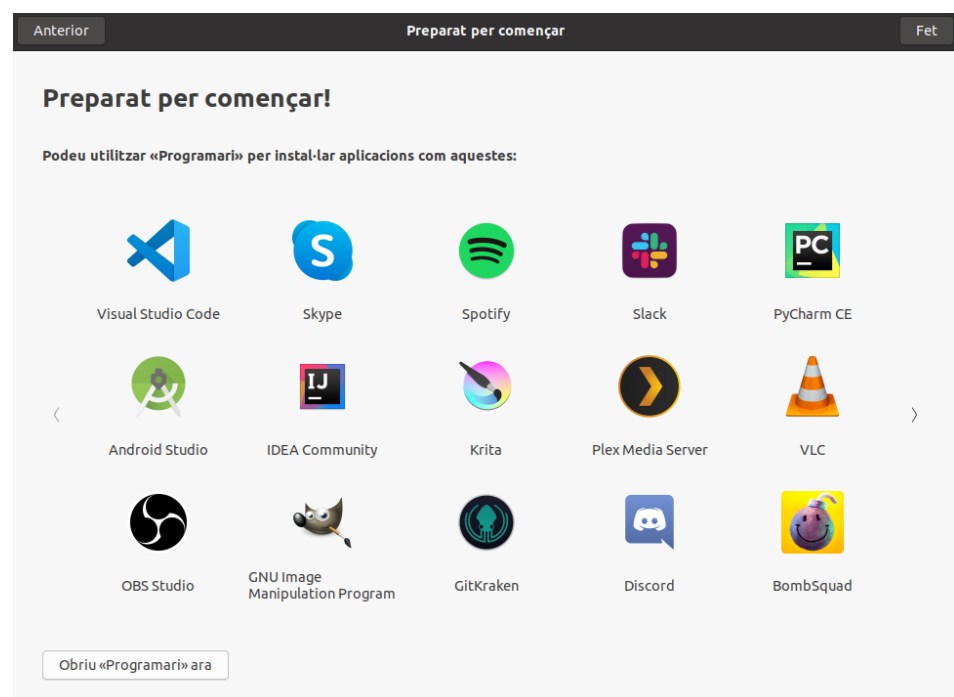 Anterior Preparat per començar Fet
Preparat per començar!
Podeu utilitzar «Programari» per instal·lar aplicacions com aquestes:
S PC
Visual Studio Code Skype Spotify Slack PyCharm CE
IJ
Android Studio IDEA Community Krita Plex Media Server VLC
OBS Studio GNU Image
Manipulation Program GitKraken Discord BombSquad
Obriu «Programari» ara